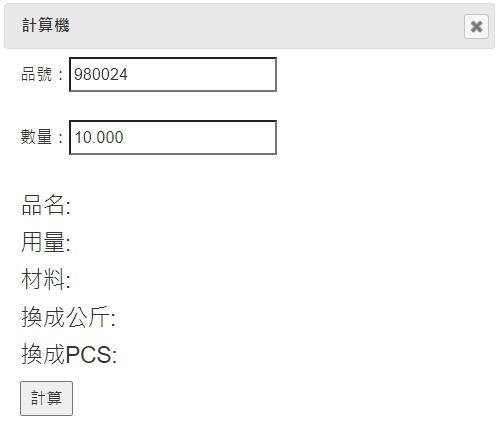 計算機
品號：980024
數量：10.000
品名:
用量:
材料:
換成公斤:
換成PCS:
計算